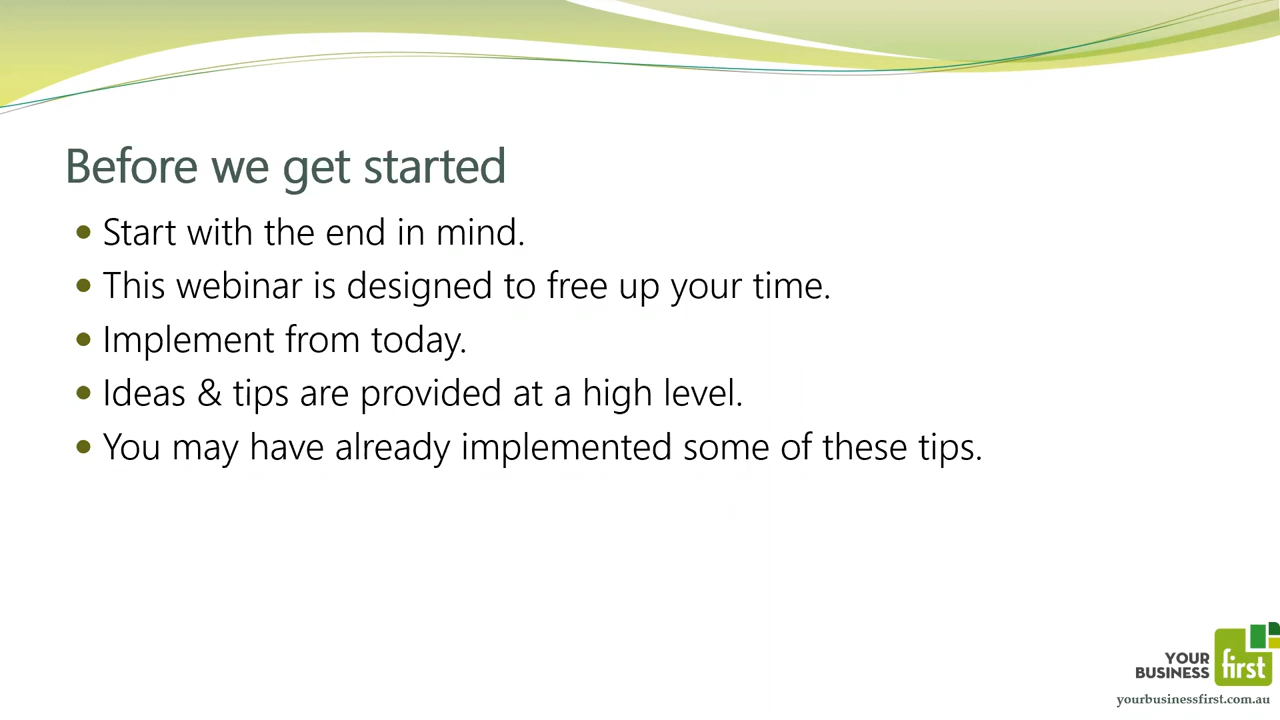 Before we get started
Start with the end in mind.
This webinar is designed to free up your time.
Implement from today.
Ideas & tips are provided at a high level.
You may have already implemented some of these tips.
YOUR
BUSINESS first
yourbusinessfirst.com.au